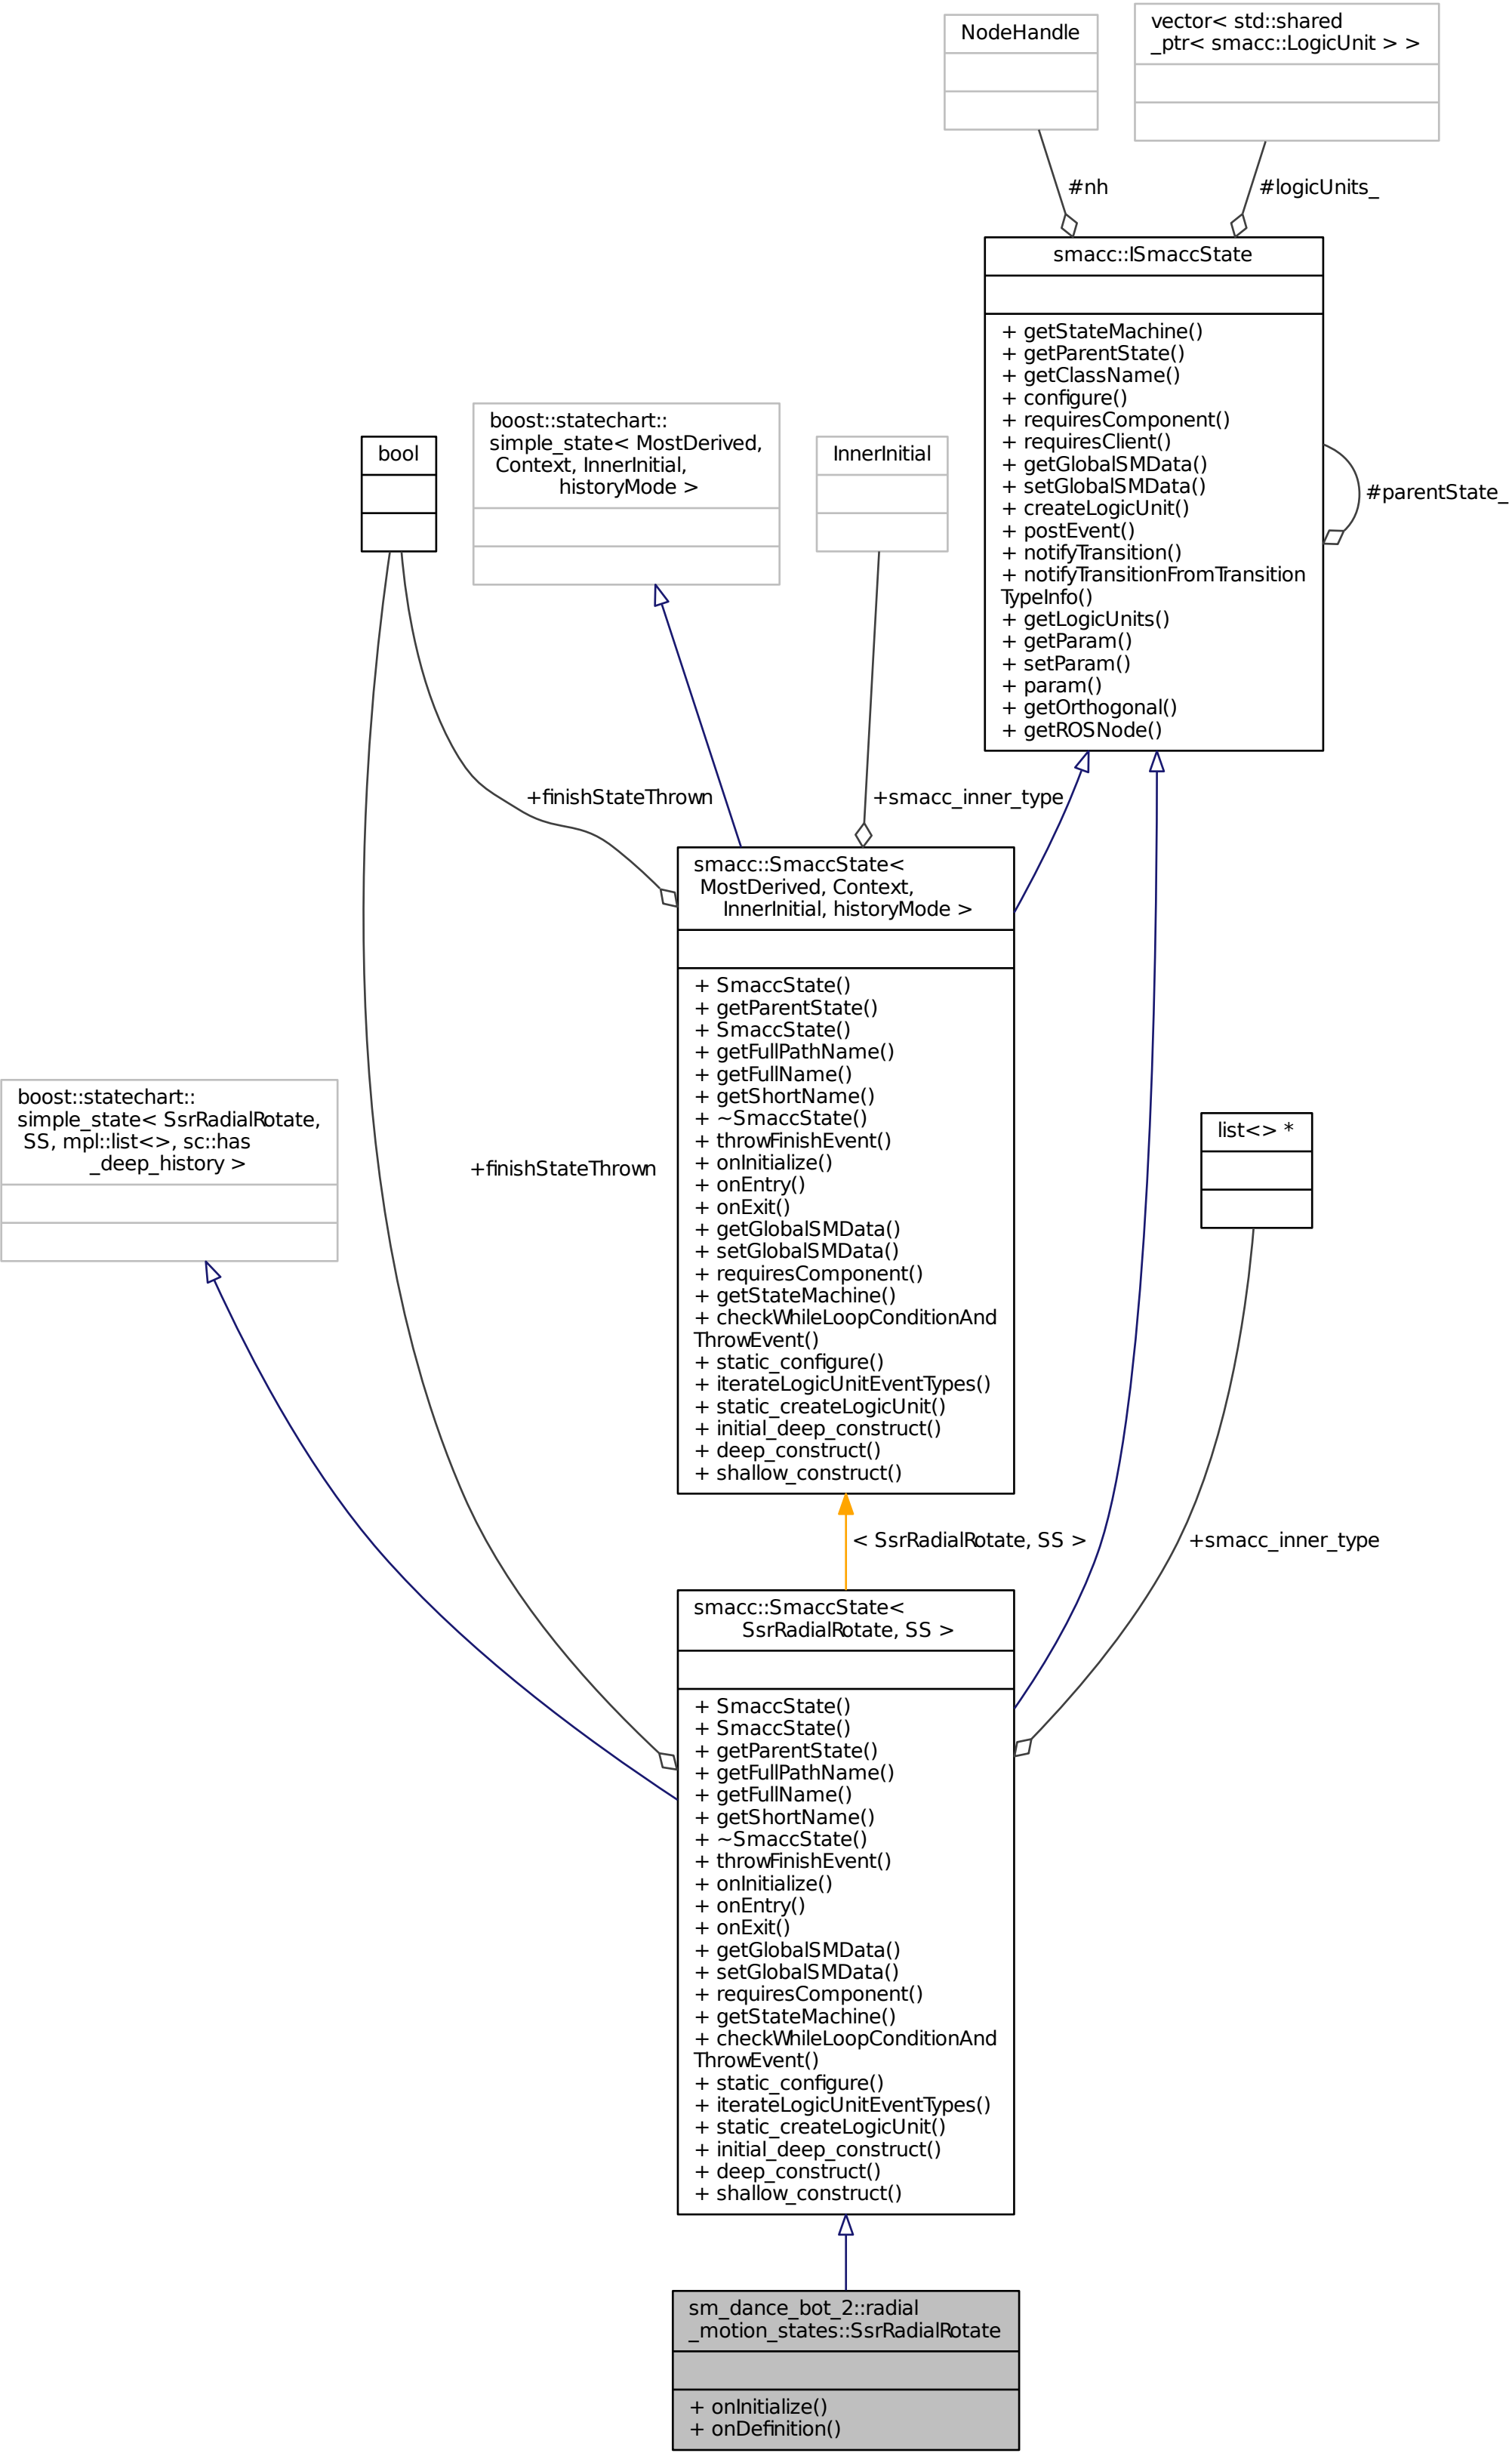 NodeHandle
vector< std::shared
_ptr< smacc::LogicUnit > >
#nh
#logicUnits_
smacc::ISmaccState
+ getStateMachine()
+ getParentState()
+ getClassName()
+ configure()
+ requiresComponent()
+ requiresClient()
+ getGlobalSMData()
+ setGlobalSMData()
+ createLogicUnit()
+ postEvent()
+ notifyTransition()
+ notifyTransitionFromTransition
TypeInfo()
+ getLogicUnits()
+ getParam()
+ setParam()
+ param()
+ getOrthogonal()
+ getROSNode()
#parentState_
bool
boost::statechart::
simple_state< MostDerived,
Context, InnerInitial,
historyMode >
InnerInitial
+finishStateThrown
+smacc_inner_type
smacc::SmaccState<
MostDerived, Context,
InnerInitial, historyMode >
+ SmaccState()
+ getParentState()
+ SmaccState()
+ getFullPathName()
+ getFullName()
+ getShortName()
+ ~SmaccState()
+ throwFinishEvent()
+ onInitialize()
+ onEntry()
+ onExit()
+ getGlobalSMData()
+ setGlobalSMData()
+ requiresComponent()
+ getStateMachine()
+ checkWhileLoopConditionAnd
ThrowEvent()
+ static_configure()
+ iterateLogicUnitEventTypes()
+ static_createLogicUnit()
+ initial_deep_construct()
+ deep_construct()
+ shallow_construct()
boost::statechart::
simple_state< SsrRadialRotate,
SS, mpl::list<>, sc::has
_deep_history >
+finishStateThrown
list<> *
< SsrRadialRotate, SS >
+smacc_inner_type
smacc::SmaccState<
SsrRadialRotate, SS >
+ SmaccState()
+ SmaccState()
+ getParentState()
+ getFullPathName()
+ getFullName()
+ getShortName()
+ ~SmaccState()
+ throwFinishEvent()
+ onInitialize()
+ onEntry()
+ onExit()
+ getGlobalSMData()
+ setGlobalSMData()
+ requiresComponent()
+ getStateMachine()
+ checkWhileLoopConditionAnd
ThrowEvent()
+ static_configure()
+ iterateLogicUnitEventTypes()
+ static_createLogicUnit()
+ initial_deep_construct()
+ deep_construct()
+ shallow_construct()
sm_dance_bot_2::radial
_motion_states::SsrRadialRotate
+ onInitialize()
+ onDefinition()